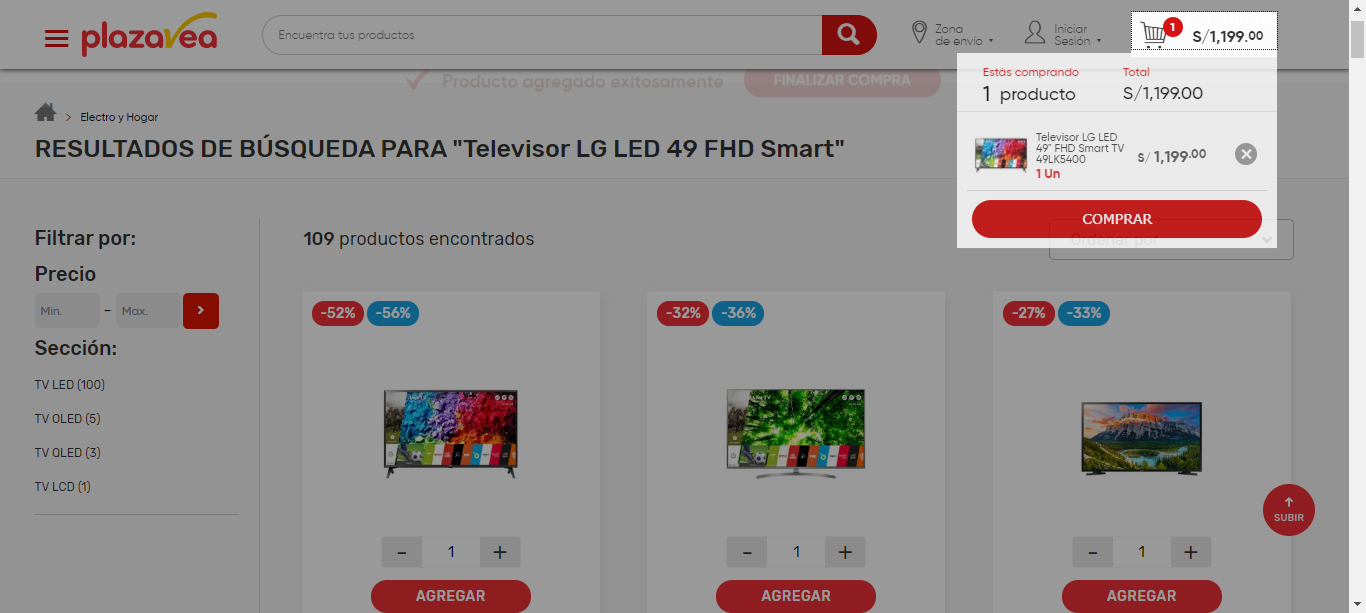 plazavea
Encuentra tus productos
Zona
de envío
Iniciar
Sesión
1
S/1,199.00
Producto agregado exitosamente
FINALIZAR COMPRA
Estás comprando
Total
1 producto
S/1,199.00
Televisor LG LED
49" FHD Smart TV
49LK5400
1 Un
S/ 1,199.00
COMPRAR
> Electro y Hogar
RESULTADOS DE BÚSQUEDA PARA "Televisor LG LED 49 FHD Smart"
Filtrar por:
109 productos encontrados
Ordenar por
Precio
Min. – Max. >
Sección:
TV LED (100)
TV OLED (5)
TV QLED (3)
TV LCD (1)
-52% -56%
-32% -36%
-27% -33%
- 1 +
- 1 +
- 1 +
AGREGAR
AGREGAR
AGREGAR
SUBIR